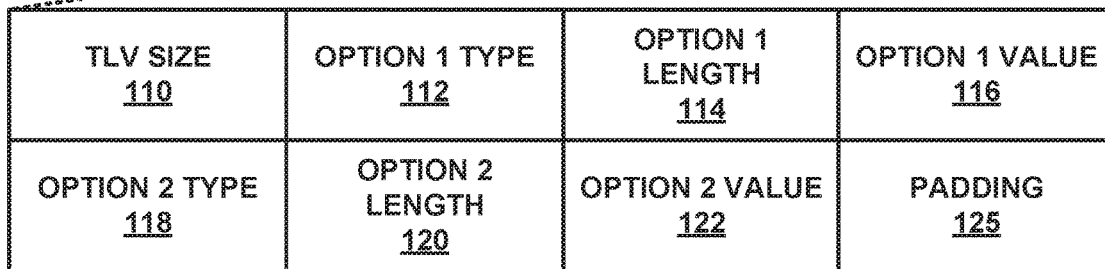 TLV SIZE
110
OPTION 1 TYPE
112
OPTION 1
LENGTH
114
OPTION 1 VALUE
116
OPTION 2 TYPE
118
OPTION 2
LENGTH
120
OPTION 2 VALUE
122
PADDING
125